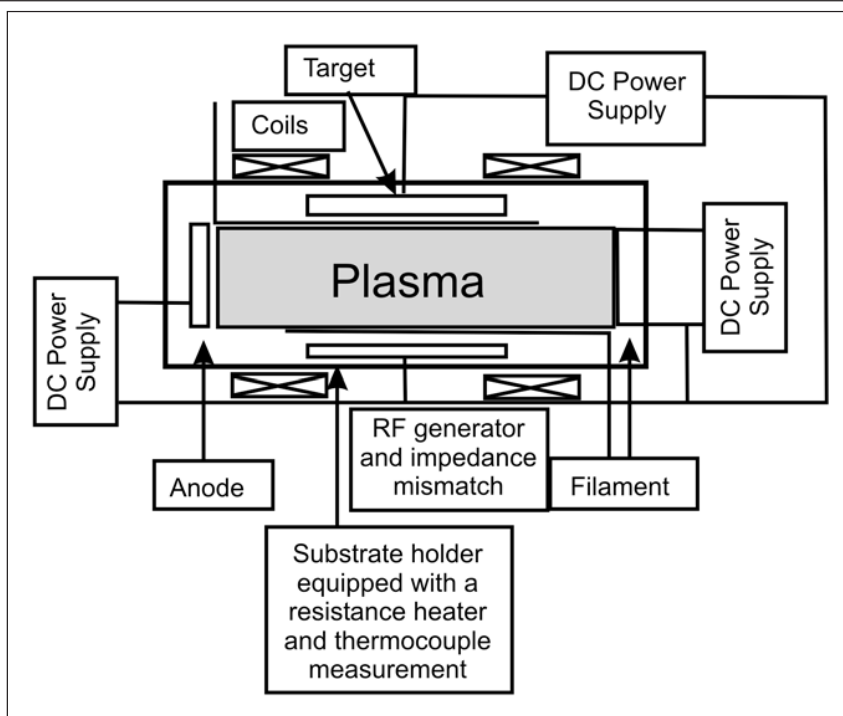 Target
DC Power
Supply
Coils
Plasma
DC Power
Supply
DC Power
Supply
RF generator
and impedance
mismatch
Anode
Filament
Substrate holder
equipped with a
resistance heater
and thermocouple
measurement